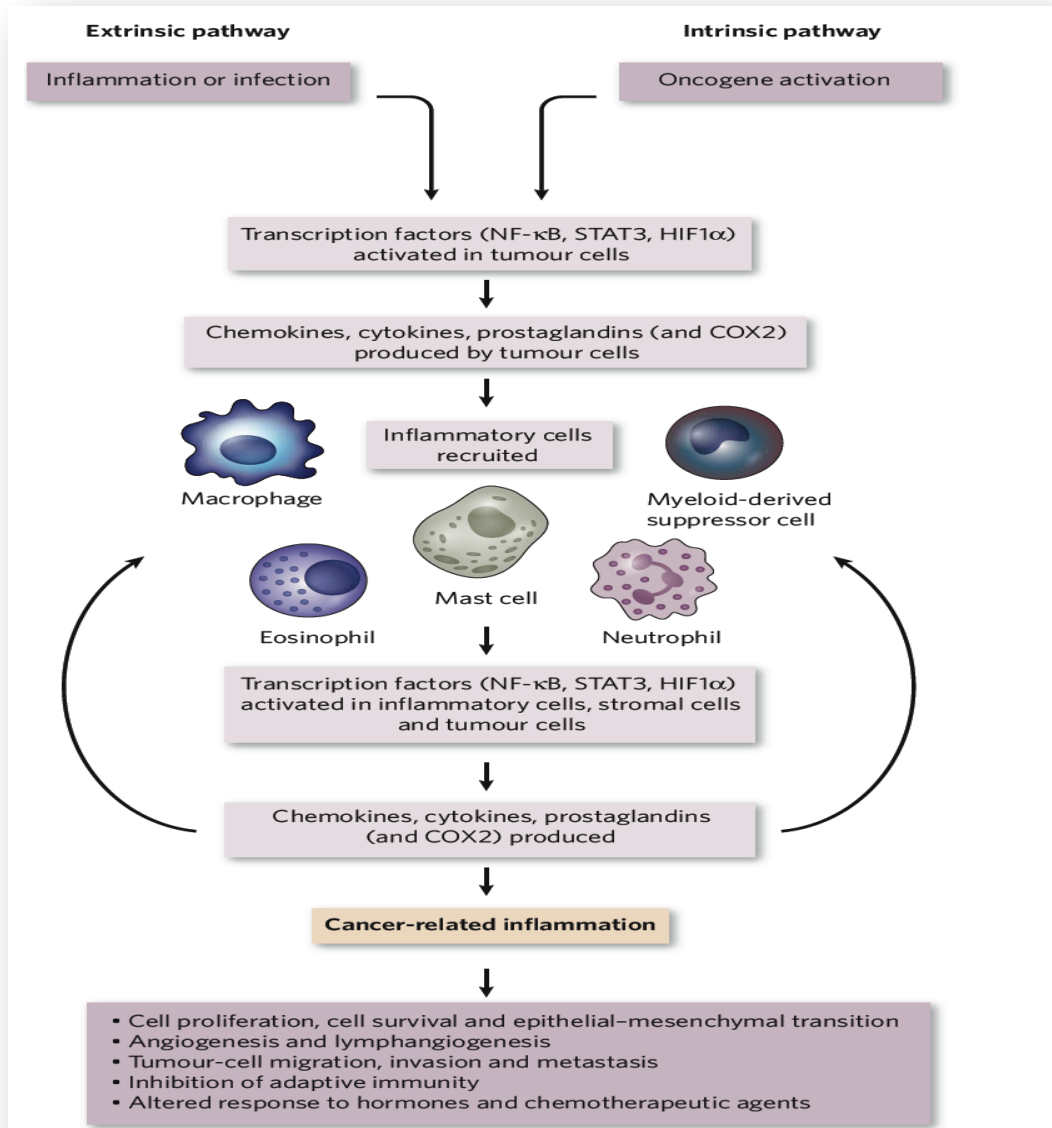 Extrinsic pathway
Intrinsic pathway
Inflammation or infection
Oncogene activation
Transcription factors (NF-κB, STAT3, HIF1α)
activated in tumour cells
Chemokines, cytokines, prostaglandins (and COX2)
produced by tumour cells
Inflammatory cells
recruited
Macrophage
Myeloid-derived
suppressor cell
Mast cell
Eosinophil
Neutrophil
Transcription factors (NF-κB, STAT3, HIF1α)
activated in inflammatory cells, stromal cells
and tumour cells
Chemokines, cytokines, prostaglandins
(and COX2) produced
Cancer-related inflammation
• Cell proliferation, cell survival and epithelial–mesenchymal transition
• Angiogenesis and lymphangiogenesis
• Tumour-cell migration, invasion and metastasis
• Inhibition of adaptive immunity
• Altered response to hormones and chemotherapeutic agents